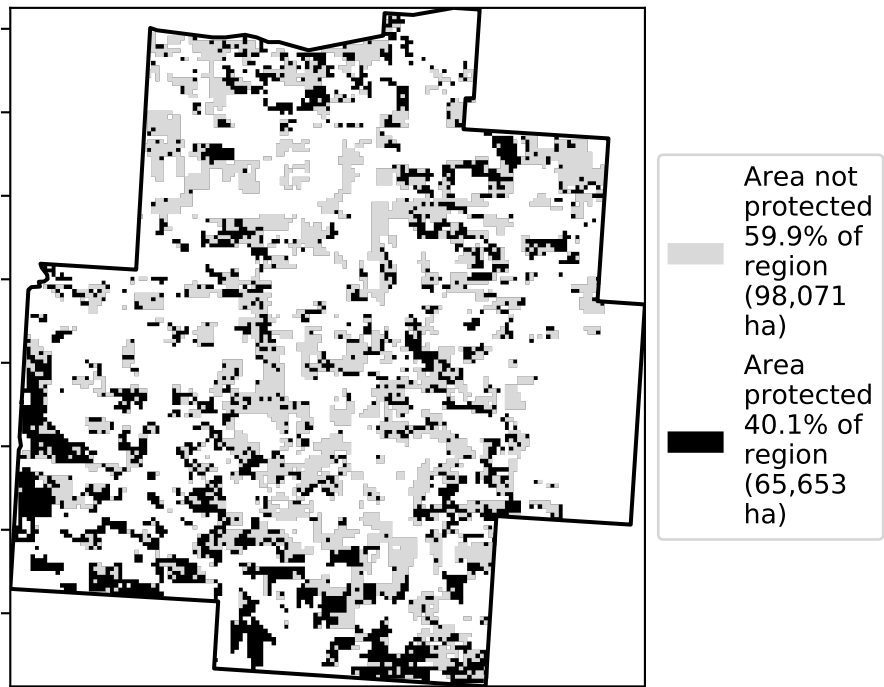 Area not
protected
59.9% of
region
(98,071
ha)
Area
protected
40.1% of
region
(65,653
ha)